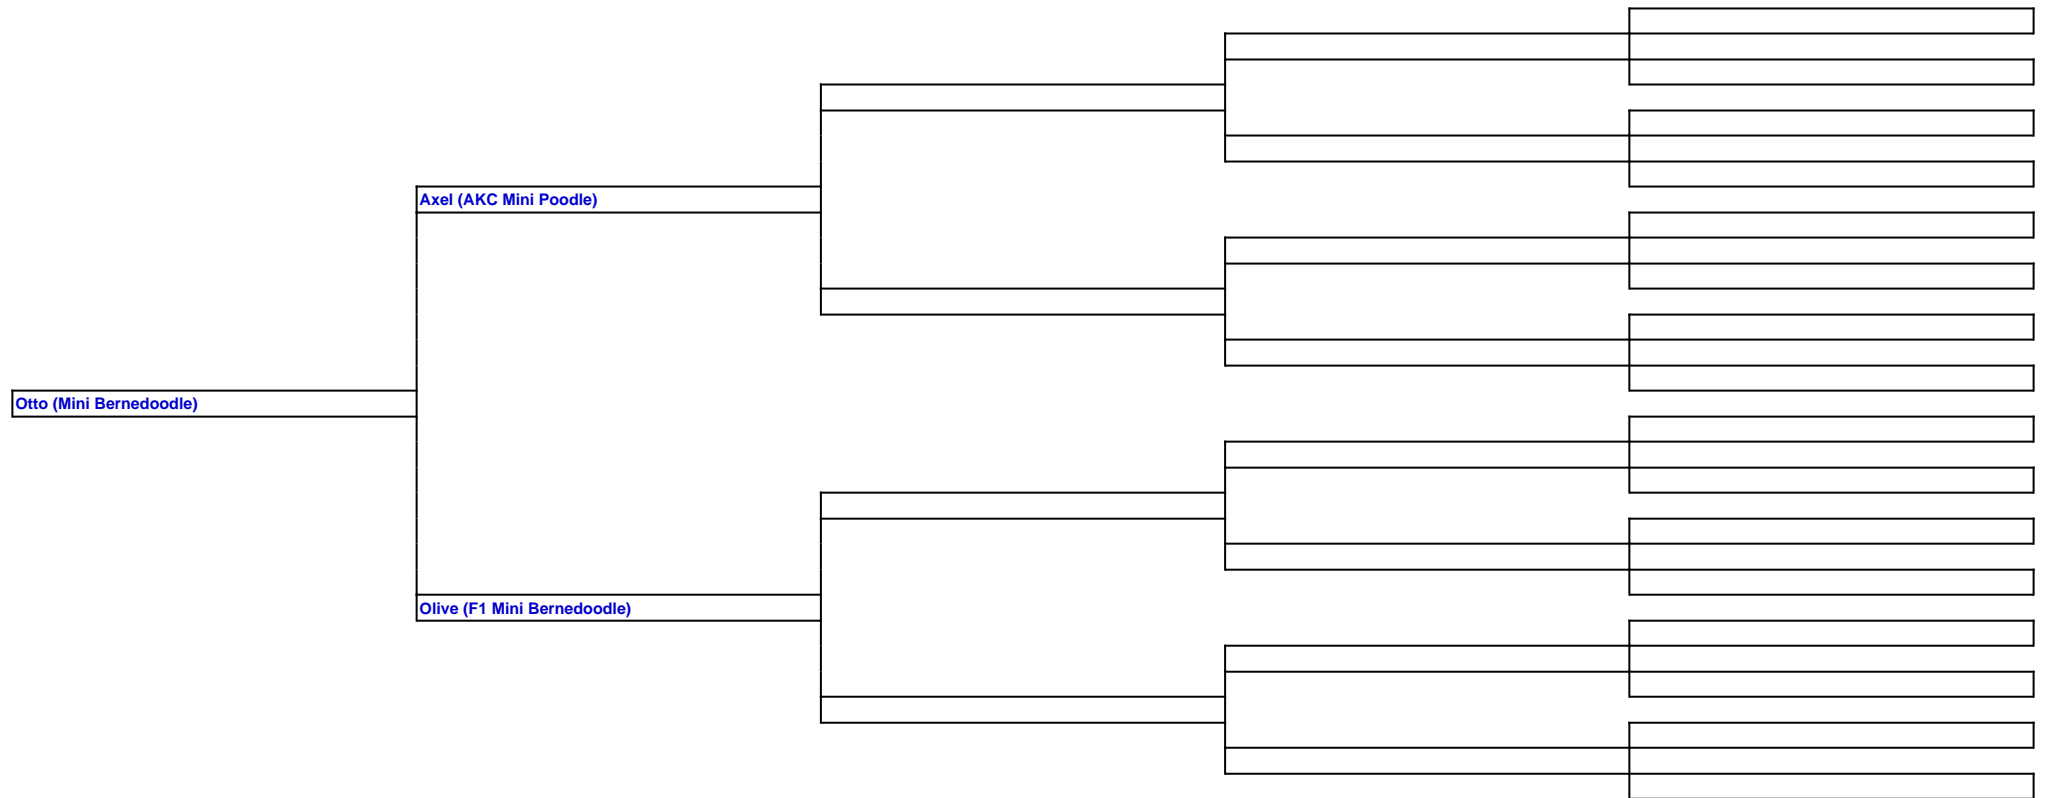 Axel (AKC Mini Poodle)
Otto (Mini Bernedoodle)
Olive (F1 Mini Bernedoodle)